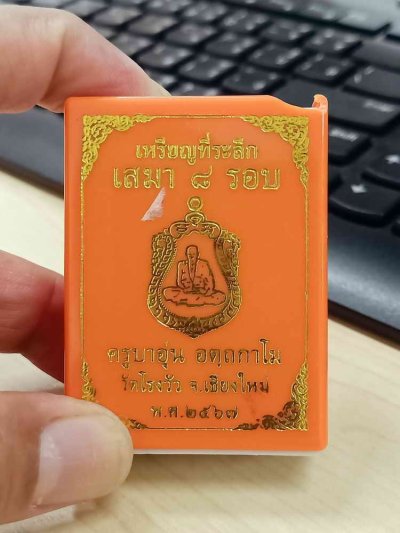 เหรียญที่ระลึก
เสมา ๘ รอบ
ครูบาอุ่น อตฺถกาโม
วัดโรงวัว จ.เชียงใหม่
พ.ศ.๒๕๖๗